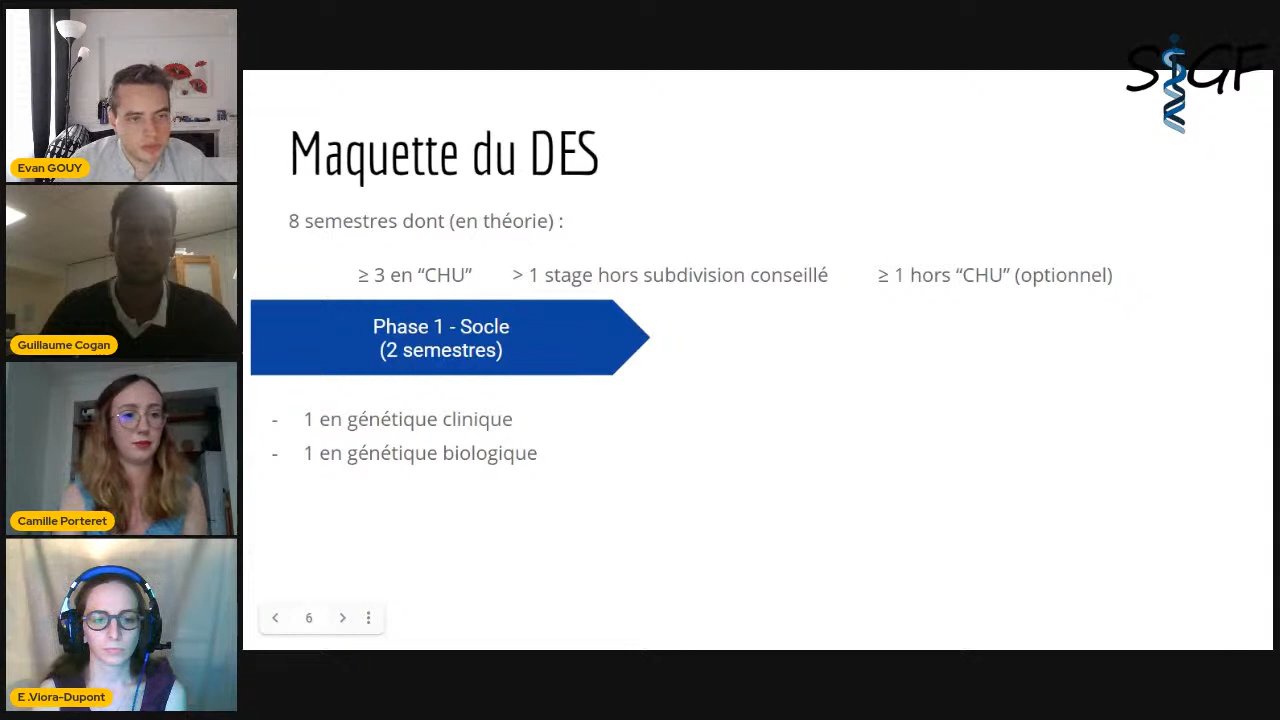 Evan GOUY
Guillaume Cogan
Camille Porteret
E .Viora-Dupont
SIGF
Maquette du DES
8 semestres dont (en théorie) :
≥ 3 en “CHU” > 1 stage hors subdivision conseillé ≥ 1 hors “CHU” (optionnel)
Phase 1 - Socle
(2 semestres)
- 1 en génétique clinique
- 1 en génétique biologique
6